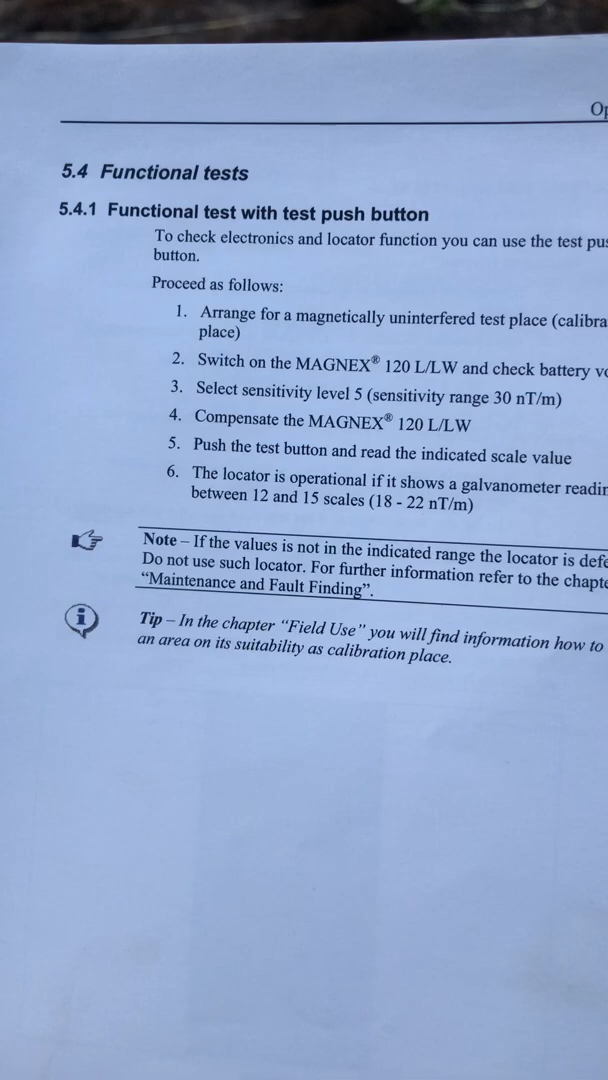 5.4 Functional tests
5.4.1 Functional test with test push button
To check electronics and locator function you can use the test
button.
Proceed as follows:
1. Arrange for a magnetically uninterfered test place
place)
2. Switch on the MAGNEX® 120 L/LW and check battery
3. Select sensitivity level 5 (sensitivity range 30 nT/m)
4. Compensate the MAGNEX® 120 L/LW
5. Push the test button and read the indicated scale value
6. The locator is operational if it shows a galvanometer
between 12 and 15 scales (18 - 22 nT/m)
Note – If the values is not in the indicated range the locator is
Do not use such locator. For further information refer to the
“Maintenance and Fault Finding”.
Tip – In the chapter “Field Use” you will find information how to
an area on its suitability as calibration place.